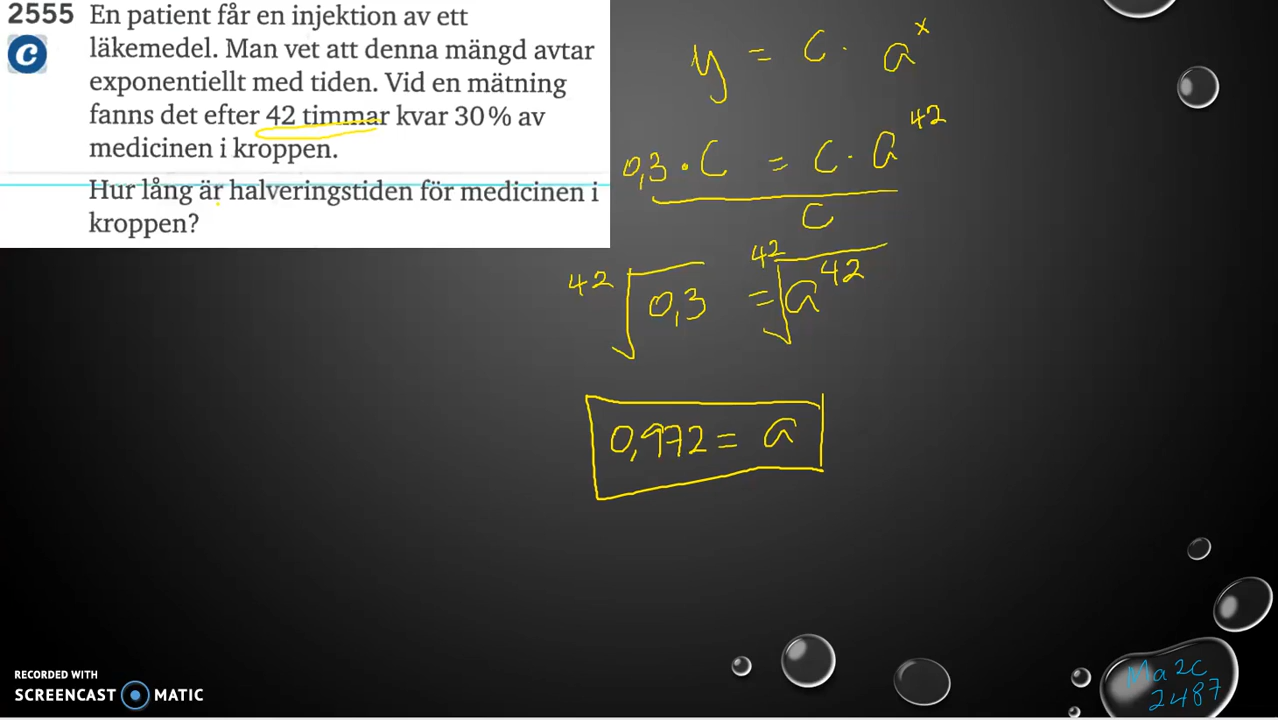 2555 En patient får en injektion av ett
C läkemedel. Man vet att denna mängd avtar
exponentiellt med tiden. Vid en mätning
fanns det efter 42 timmar kvar 30 % av
medicinen i kroppen.
Hur lång är halveringstiden för medicinen i
kroppen?
y = C · a^x
0,3 · C = C · a^42
C
42√0,3 = 42√a^42
0,972 = a
RECORDED WITH
SCREENCAST MATIC
Ma2C
2487